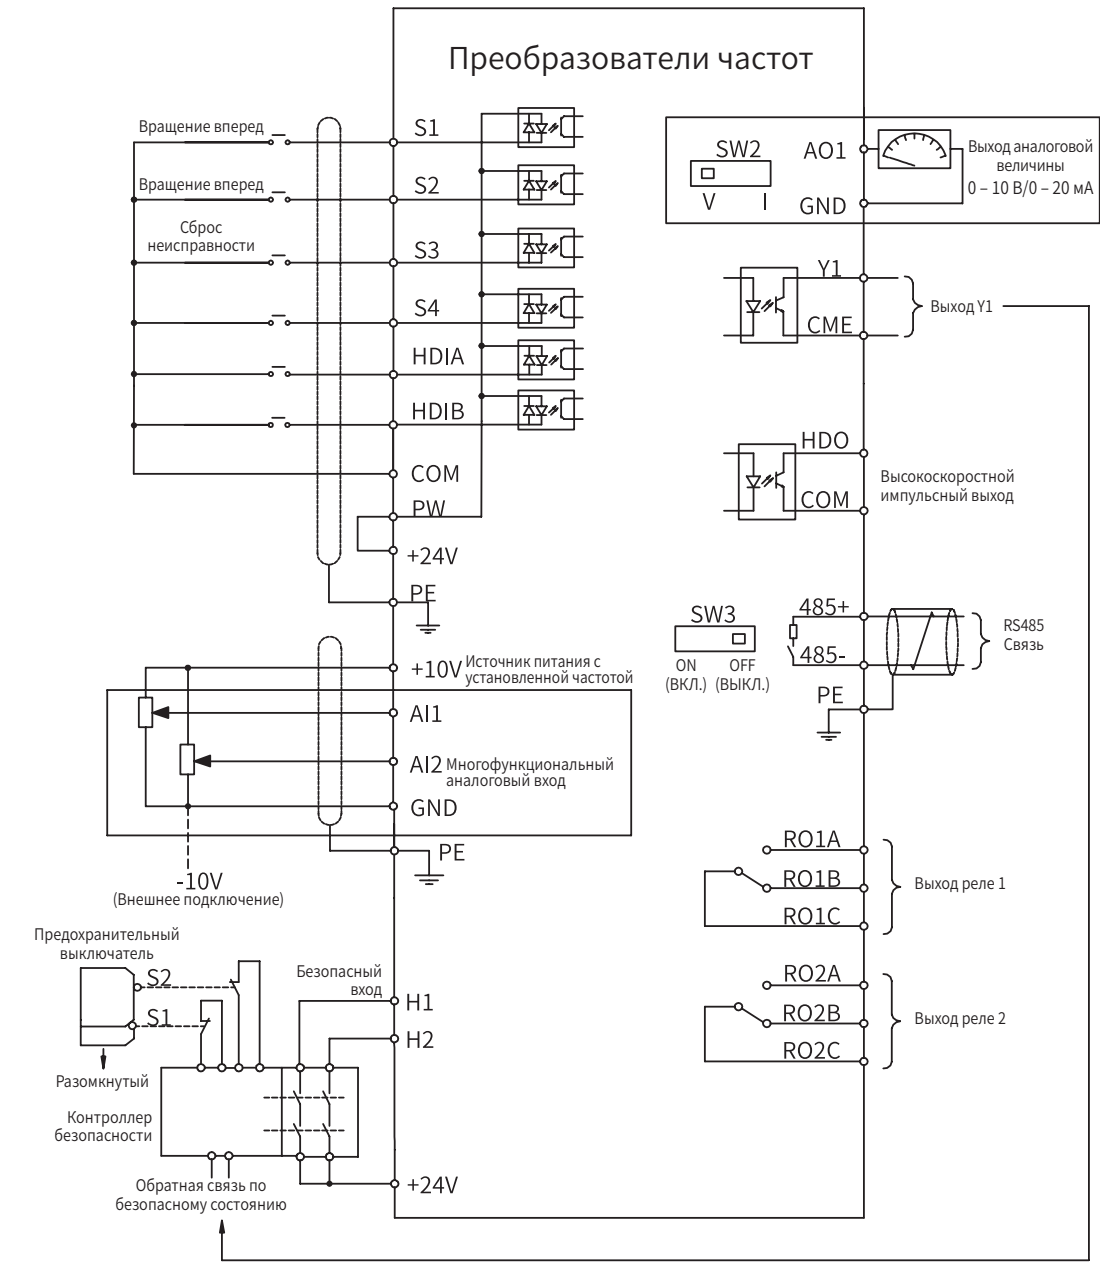 Преобразователи частот
Вращение вперед
S1
Вращение вперед
S2
Сброс
неисправности
S3
S4
HDIA
HDIB
COM
PW
+24V
PE
SW2
V I
AO1
GND
Выход аналоговой
величины
0 – 10 В/0 – 20 мА
Y1
CME
Выход Y1
HDO
COM
Высокоскоростной
импульсный выход
SW3
ON OFF
(ВКЛ.) (ВЫКЛ.)
485+
485-
PE
RS485
Связь
+10V
Источник питания с
установленной частотой
AI1
AI2
Многофункциональный
аналоговый вход
GND
PE
-10V
(Внешнее подключение)
RO1A
RO1B
RO1C
Выход реле 1
RO2A
RO2B
RO2C
Выход реле 2
Предохранительный
выключатель
S2
S1
Разомкнутый
Безопасный
вход
H1
H2
Контроллер
безопасности
+24V
Обратная связь по
безопасному состоянию